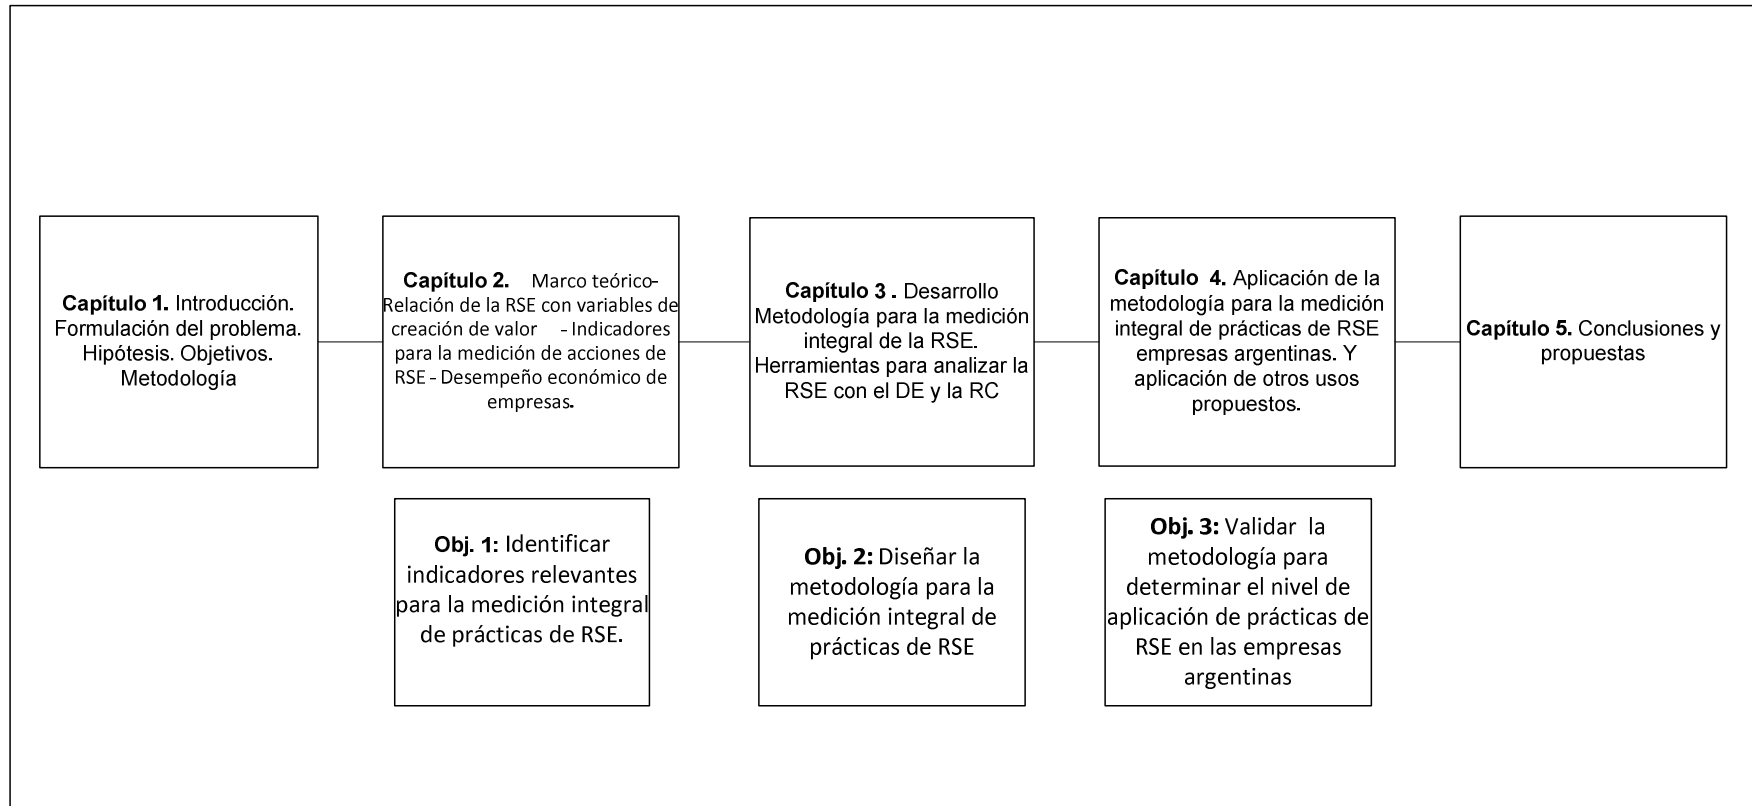 Capítulo 1. Introducción.
Formulación del problema.
Hipótesis. Objetivos.
Metodología
Capítulo 2. Marco teórico-
Relación de la RSE con variables de
creación de valor - Indicadores
para la medición de acciones de
RSE - Desempeño económico de
empresas.
Capítulo 3 . Desarrollo
Metodología para la medición
integral de la RSE.
Herramientas para analizar la
RSE con el DE y la RC
Capítulo 4. Aplicación de la
metodología para la medición
integral de prácticas de RSE
empresas argentinas. Y
aplicación de otros usos
propuestos.
Capítulo 5. Conclusiones y
propuestas
Obj. 1: Identificar
indicadores relevantes
para la medición integral
de prácticas de RSE.
Obj. 2: Diseñar la
metodología para la
medición integral de
prácticas de RSE
Obj. 3: Validar la
metodología para
determinar el nivel de
aplicación de prácticas de
RSE en las empresas
argentinas